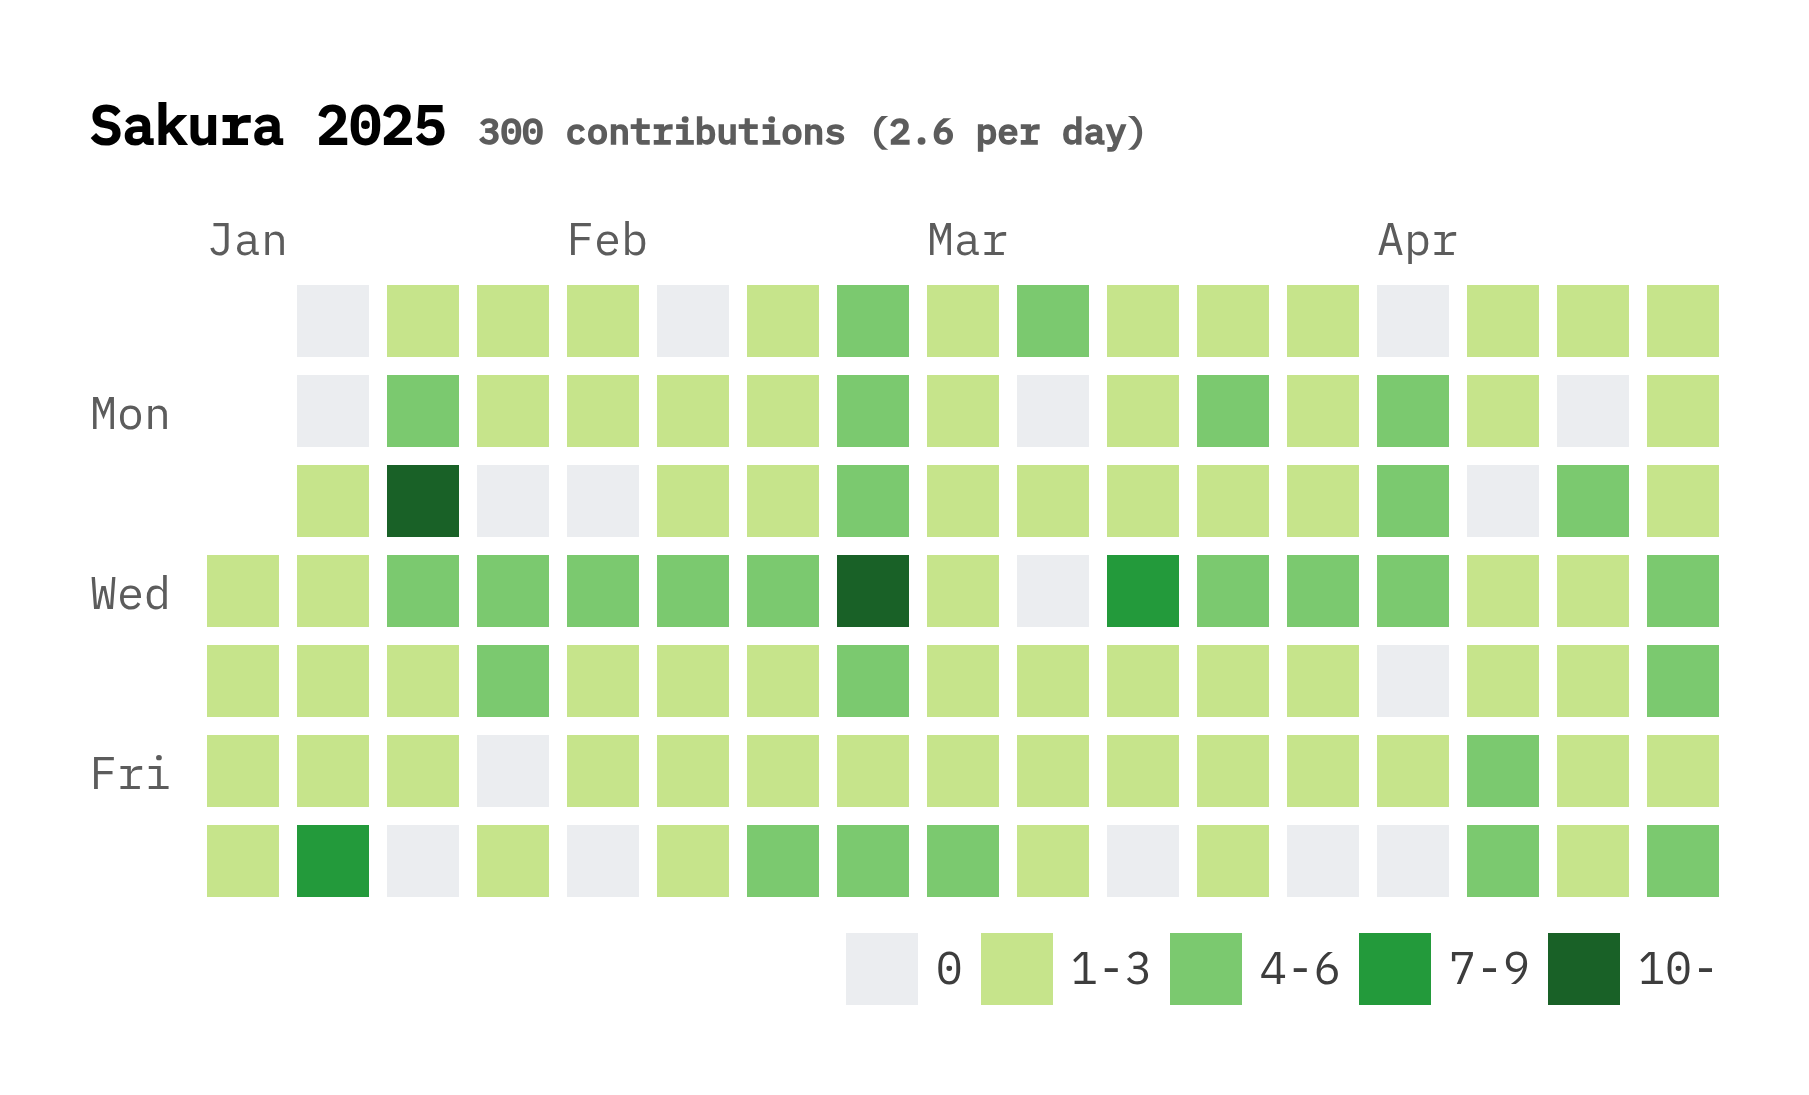 Sakura 2025 300 contributions (2.6 per day)
Jan Feb Mar Apr
Mon
Wed
Fri
0 1-3 4-6 7-9 10-